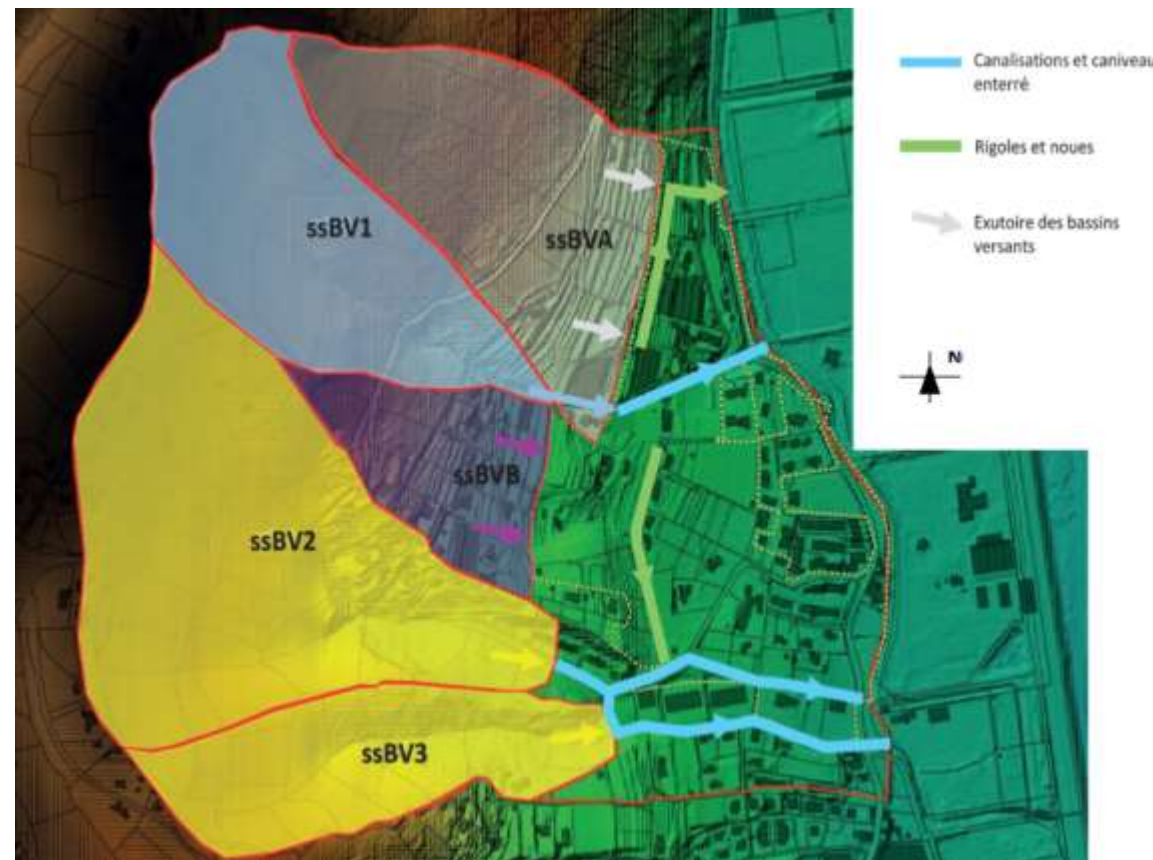 Canalisations et caniveau
enterré
Rigoles et noues
ssBV1
ssBVA
Exutoire des bassins
versants
N
ssBVB
ssBV2
ssBV3